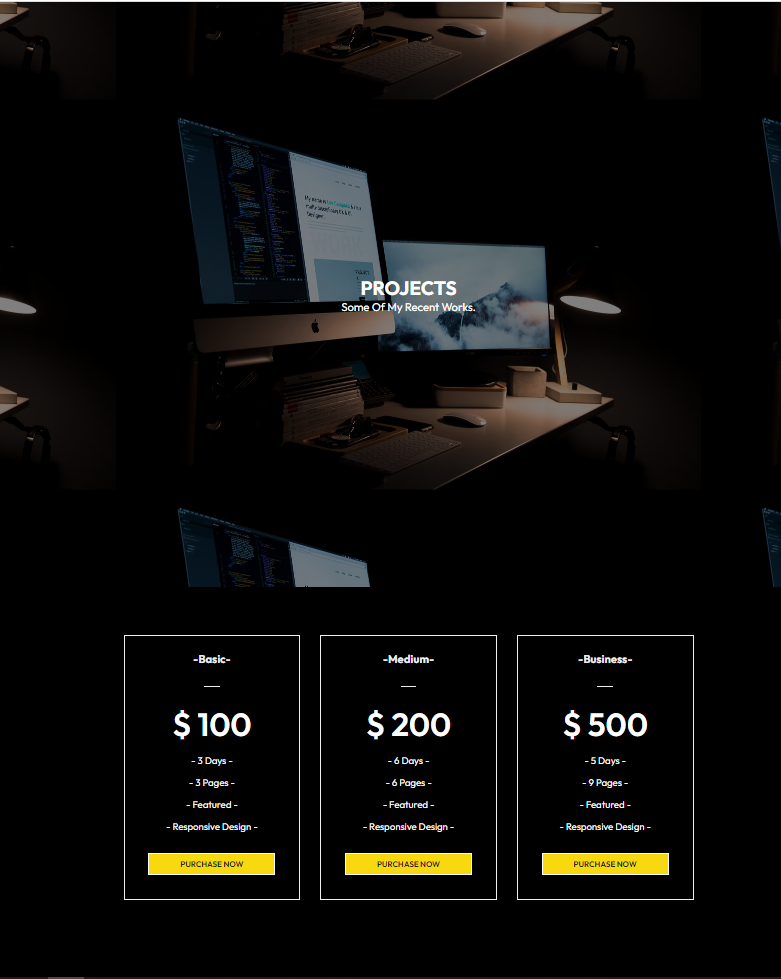 PROJECTS
Some Of My Recent Works.
-Basic-
$ 100
- 3 Days -
- 3 Pages -
- Featured -
- Responsive Design -
PURCHASE NOW
-Medium-
$ 200
- 6 Days -
- 6 Pages -
- Featured -
- Responsive Design -
PURCHASE NOW
-Business-
$ 500
- 5 Days -
- 9 Pages -
- Featured -
- Responsive Design -
PURCHASE NOW